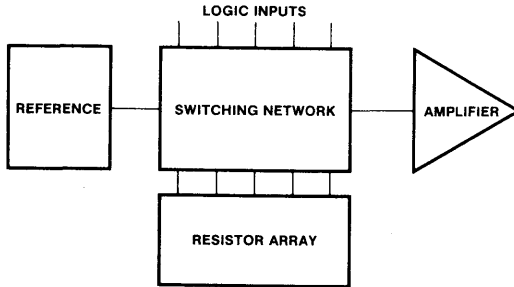 LOGIC INPUTS
REFERENCE
SWITCHING NETWORK
AMPLIFIER
RESISTOR ARRAY